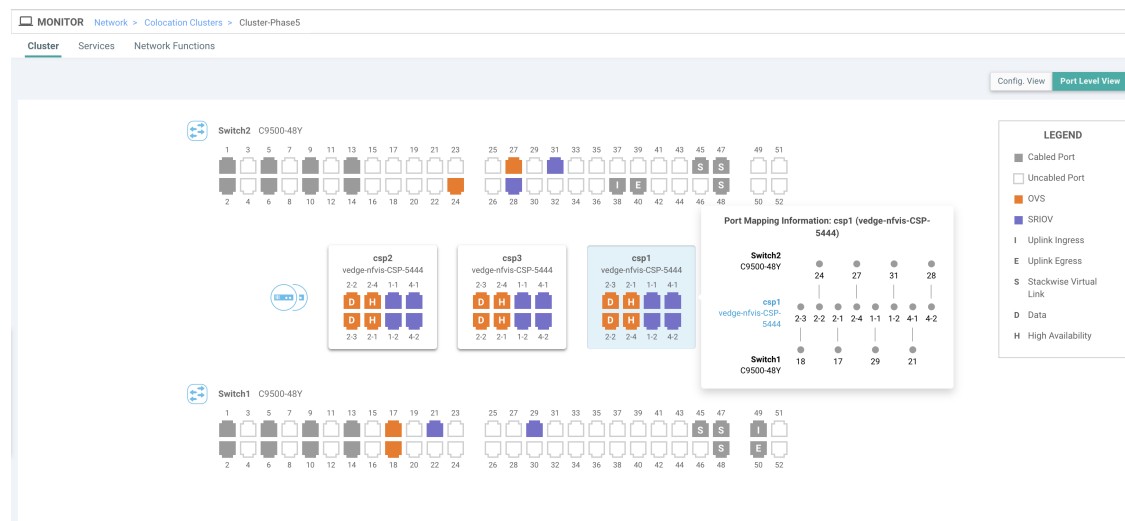 MONITOR Network > Colocation Clusters > Cluster-Phase5
Cluster Services Network Functions
Config. View Port Level View
Switch2 C9500-48Y
1 3 5 7 9 11 13 15 17 19 21 23 25 27 29 31 33 35 37 39 41 43 45 47 49 51
S S
I E S
2 4 6 8 10 12 14 16 18 20 22 24 26 28 30 32 34 36 38 40 42 44 46 48 50 52
LEGEND
Cabled Port
Uncabled Port
OVS
SRIOV
I Uplink Ingress
E Uplink Egress
S Stackwise Virtual
Link
D Data
H High Availability
csp2
vedge-nfvis-CSP-5444
2-2 2-4 1-1 4-1
D H
D H
2-3 2-1 1-2 4-2
csp3
vedge-nfvis-CSP-5444
2-3 2-4 1-1 4-1
D H
D H
2-2 2-1 1-2 4-2
csp1
vedge-nfvis-CSP-5444
2-3 2-1 1-1 4-1
D H
D H
2-2 2-4 1-2 4-2
Port Mapping Information: csp1 (vedge-nfvis-CSP-
5444)
Switch2
C9500-48Y
24 27 31 28
csp1
vedge-nfvis-CSP-
5444
2-3 2-2 2-1 2-4 1-1 1-2 4-1 4-2
Switch1
C9500-48Y
18 17 29 21
Switch1 C9500-48Y
1 3 5 7 9 11 13 15 17 19 21 23 25 27 29 31 33 35 37 39 41 43 45 47 49 51
S S I
S E
2 4 6 8 10 12 14 16 18 20 22 24 26 28 30 32 34 36 38 40 42 44 46 48 50 52